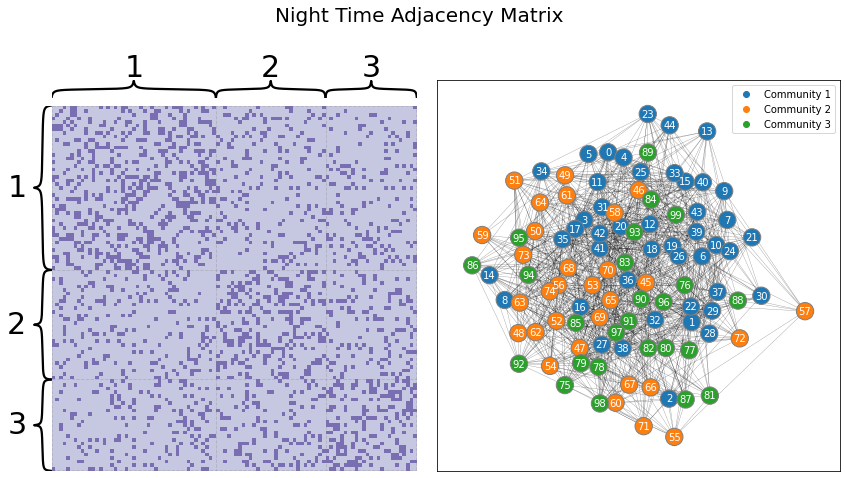 Night Time Adjacency Matrix
1 2 3
1
2
3
Community 1
Community 2
Community 3
23
44
13
5 0 4 89
34 49 25 33
51 11 15 40
61 46 9
64 31 84
3 58 99 43 7
59 50 17 20 12
95 35 42 93 39 21
41 18 19 10 24
73 26 6
86 68 83
14 94 70
56 53 36 45 76
74 37 30
8 63 16 65 90 96 22 88
29 57
52 85 69 91 32 1
48 62 97 28
72
47 27 38 82 80 77
92 54 79 78
75 67 66
98 60 2 87 81
71
55